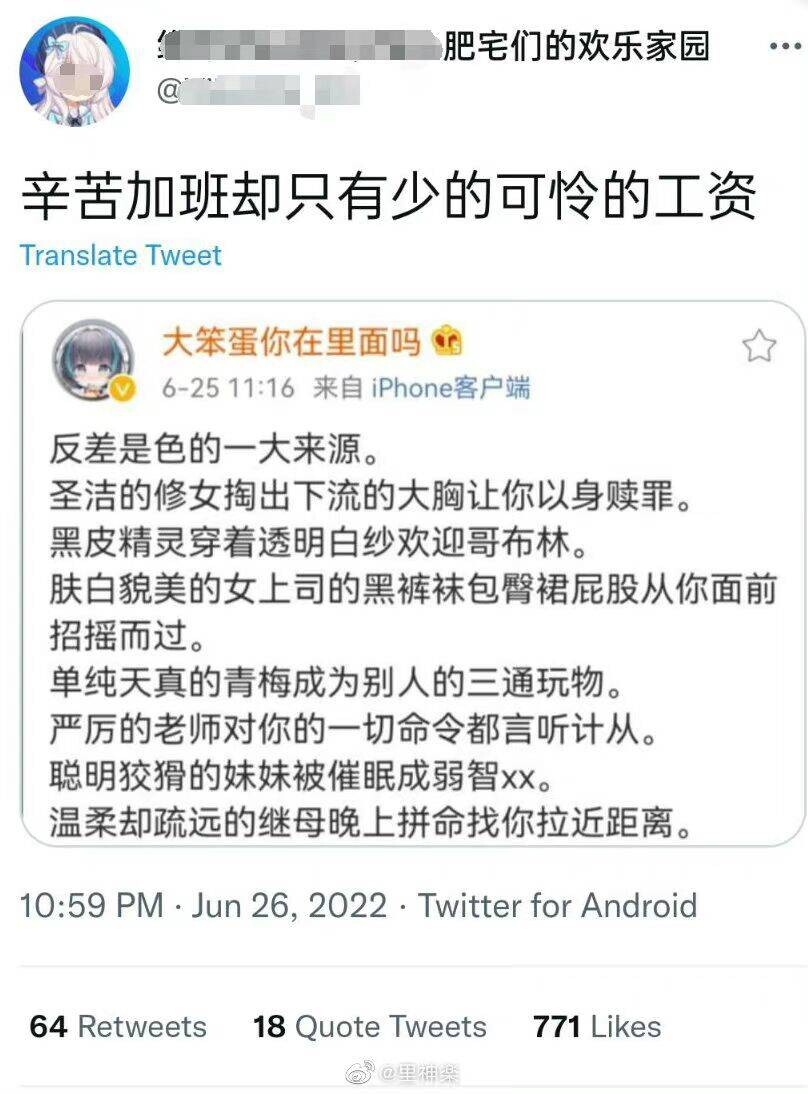 肥宅们的欢乐家园
@
辛苦加班却只有少的可怜的工资
Translate Tweet
大笨蛋你在里面吗
6-25 11:16 来自 iPhone客户端
反差是色的一大来源。
圣洁的修女掏出下流的大胸让你以身赎罪。
黑皮精灵穿着透明白纱欢迎哥布林。
肤白貌美的女上司的黑裤袜包臀裙屁股从你面前
招摇而过。
单纯天真的青梅成为别人的三通玩物。
严厉的老师对你的一切命令都言听计从。
聪明狡猾的妹妹被催眠成弱智xx。
温柔却疏远的继母晚上拼命找你拉近距离。
10:59 PM · Jun 26, 2022 · Twitter for Android
64 Retweets 18 Quote Tweets 771 Likes
@里神楽